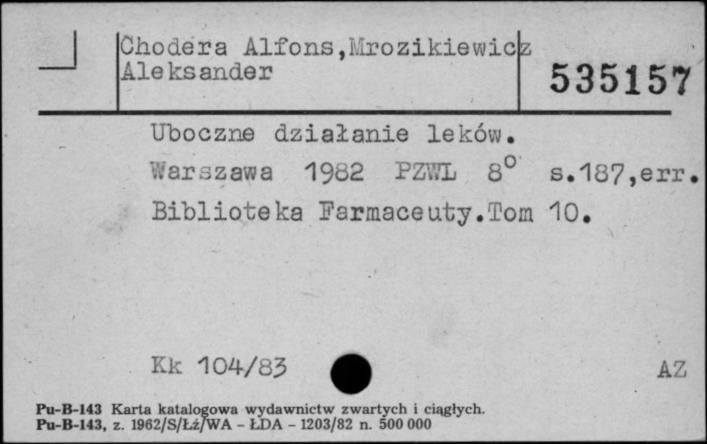 Chodera Alfons,Mrozikiewicz
Aleksander
535157
Uboczne działanie leków.
Warszawa 1982 PZWL 8° s.187,err.
Biblioteka Farmaceuty.Tom 10.
Kk 104/83
AZ
Pu-B-143 Karta katalogowa wydawnictw zwartych i ciągłych.
Pu-B-143, z. 1962/S/Łż/WA - ŁDA - 1203/82 n. 500 000